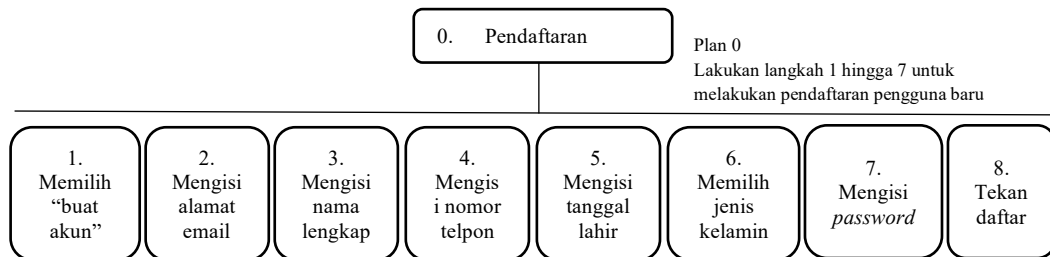 0. Pendaftaran
Plan 0
Lakukan langkah 1 hingga 7 untuk
melakukan pendaftaran pengguna baru
1.
Memilih
“buat
akun”
2.
Mengisi
alamat
email
3.
Mengisi
nama
lengkap
4.
Mengis
i nomor
telpon
5.
Mengisi
tanggal
lahir
6.
Memilih
jenis
kelamin
7.
Mengisi
password
8.
Tekan
daftar